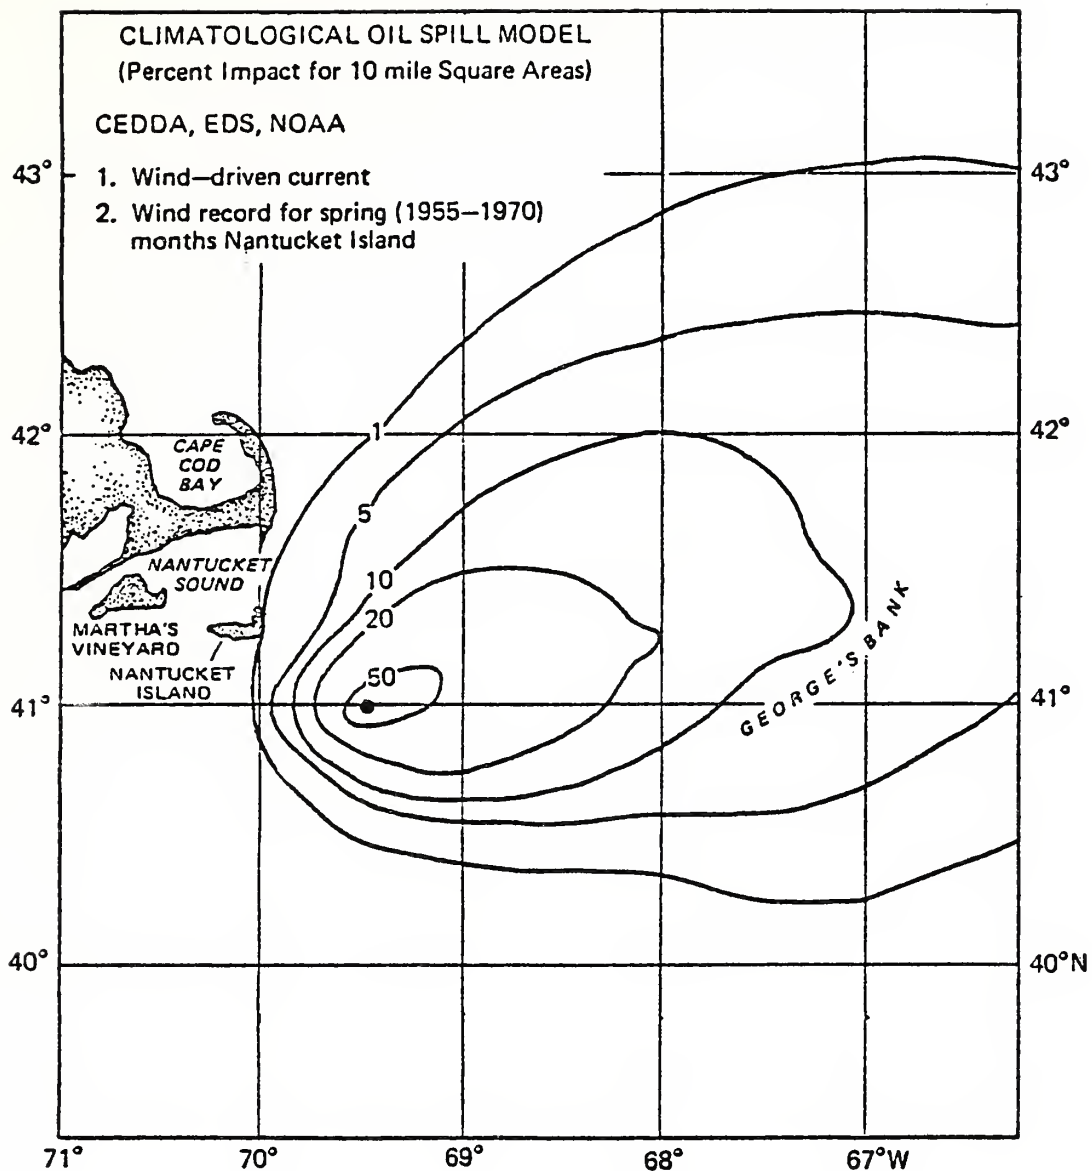 CLIMATOLOGICAL OIL SPILL MODEL
(Percent Impact for 10 mile Square Areas)
CEDDA, EDS, NOAA
1. Wind—driven current
2. Wind record for spring (1955—1970)
months Nantucket Island
43°
43°
42°
42°
1
CAPE
COD
BAY
5
NANTUCKET
SOUND
10
20
MARTHA'S
VINEYARD
NANTUCKET
ISLAND
50
GEORGE'S BANK
41°
41°
40°
40°N
71°
70°
69°
68°
67°W